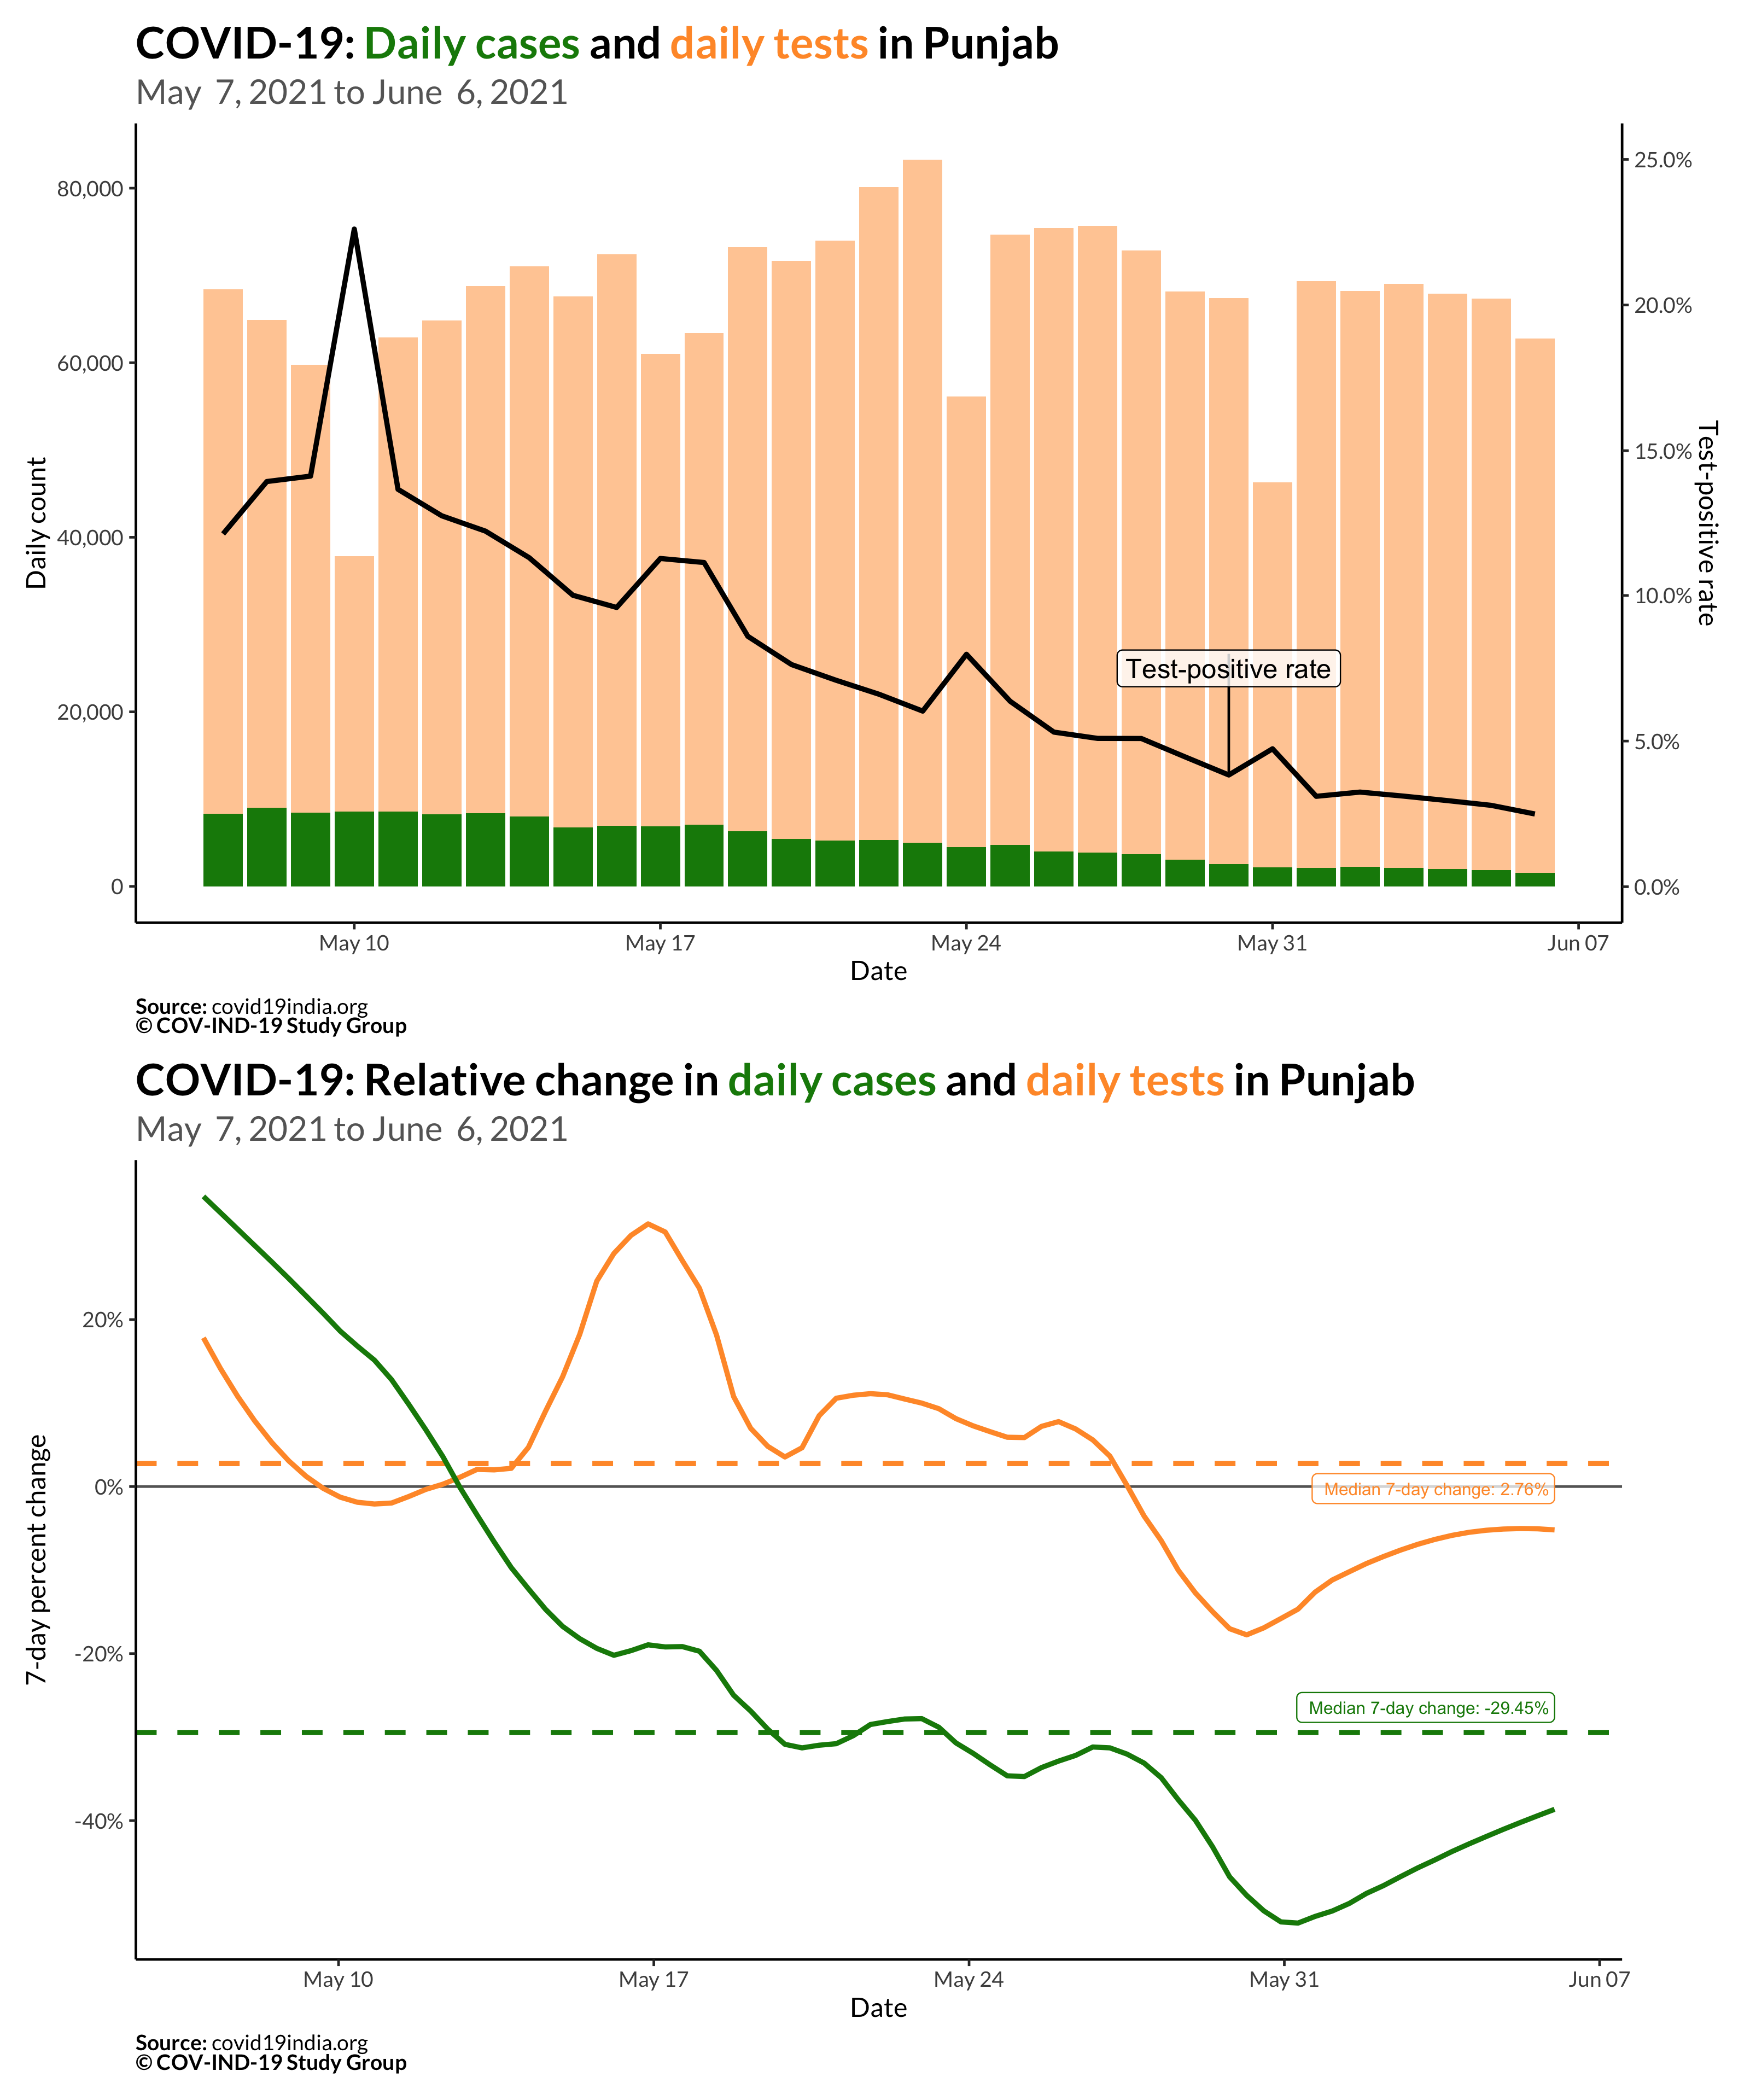 COVID-19: Daily cases and daily tests in Punjab
May 7, 2021 to June 6, 2021
80,000
60,000
40,000
20,000
0
Daily count
25.0%
20.0%
15.0%
10.0%
5.0%
0.0%
Test-positive rate
Test-positive rate
May 10
May 17
May 24
May 31
Jun 07
Date
Source: covid19india.org
© COV-IND-19 Study Group
COVID-19: Relative change in daily cases and daily tests in Punjab
May 7, 2021 to June 6, 2021
20%
0%
-20%
-40%
7-day percent change
Median 7-day change: 2.76%
Median 7-day change: -29.45%
May 10
May 17
May 24
May 31
Jun 07
Date
Source: covid19india.org
© COV-IND-19 Study Group